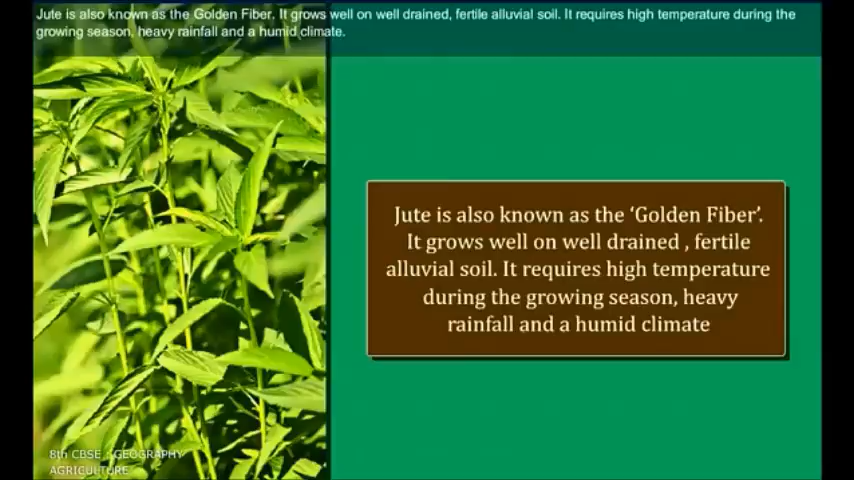 Jute is also known as the Golden Fiber. It grows well on well drained, fertile alluvial soil. It requires high temperature during the
growing season, heavy rainfall and a humid climate.
Jute is also known as the ‘Golden Fiber’.
It grows well on well drained , fertile
alluvial soil. It requires high temperature
during the growing season, heavy
rainfall and a humid climate
8th CBSE : GEOGRAPHY
AGRICULTURE